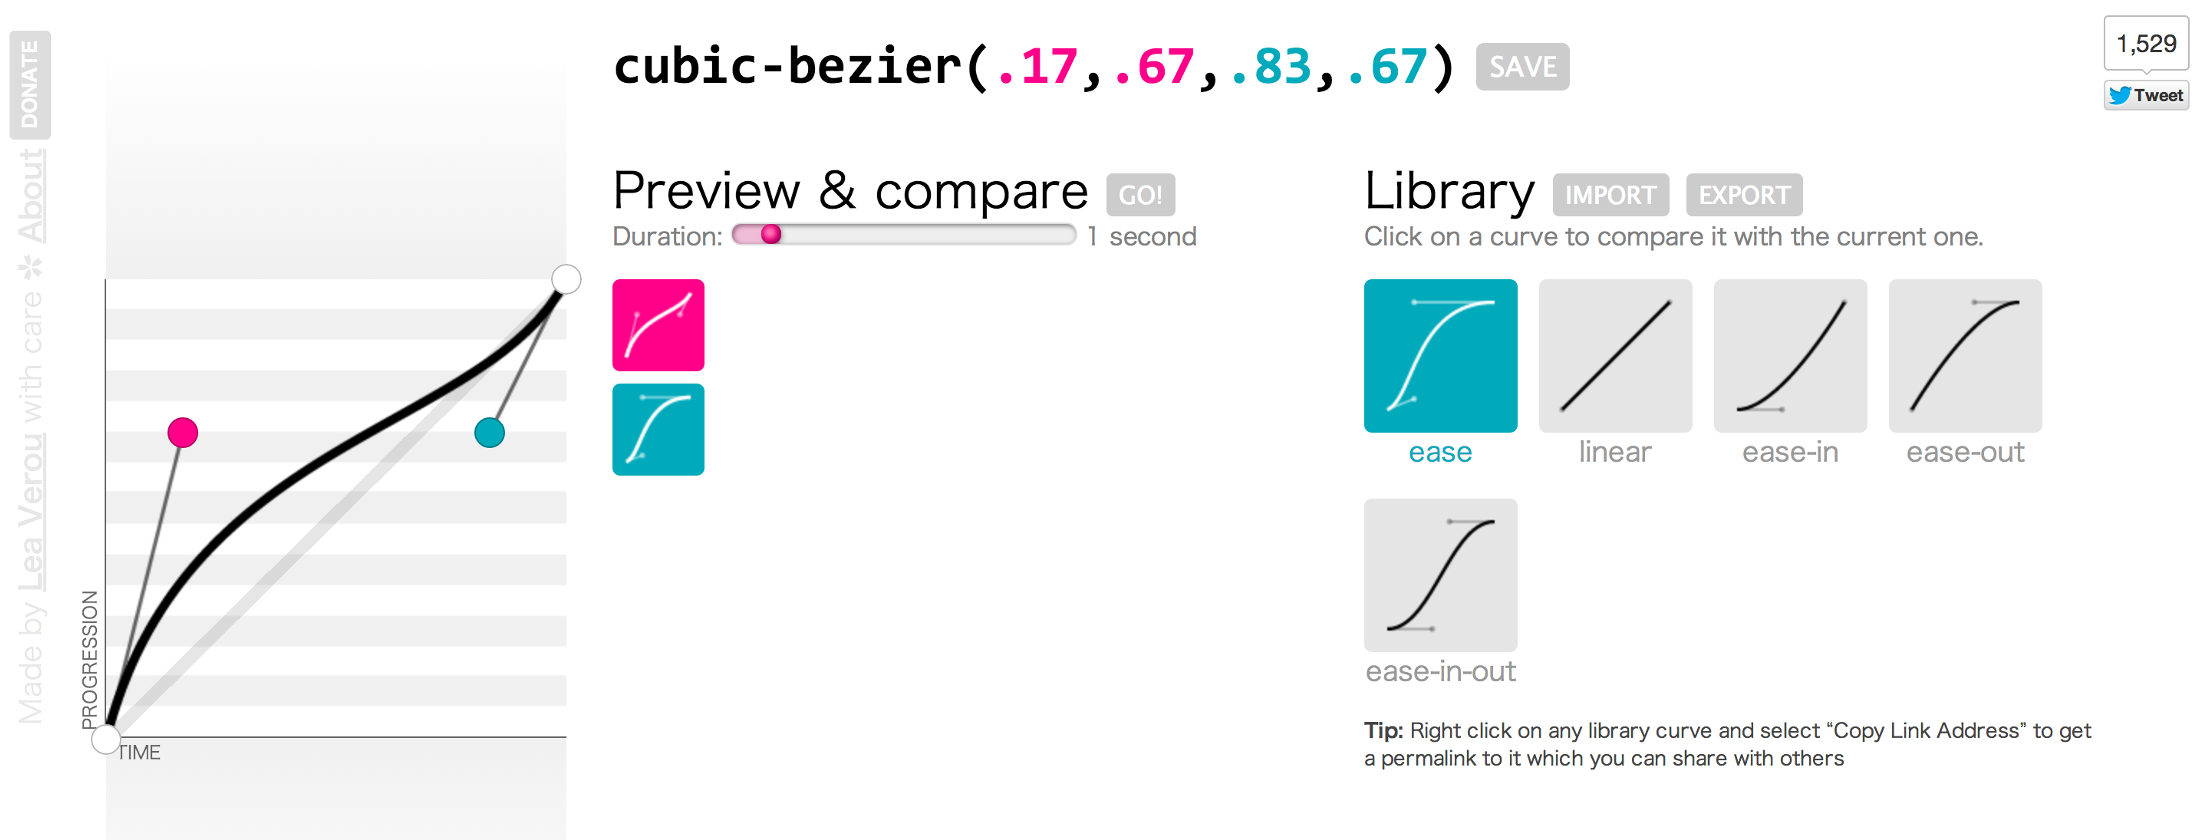 cubic-bezier(.17,.67,.83,.67) SAVE
1,529
Tweet
Made by Lea Verou with care ✲ About DONATE
Preview & compare GO!
Duration: 1 second
Library IMPORT EXPORT
Click on a curve to compare it with the current one.
ease linear ease-in ease-out
ease-in-out
PROGRESSION
TIME
Tip: Right click on any library curve and select “Copy Link Address” to get
a permalink to it which you can share with others